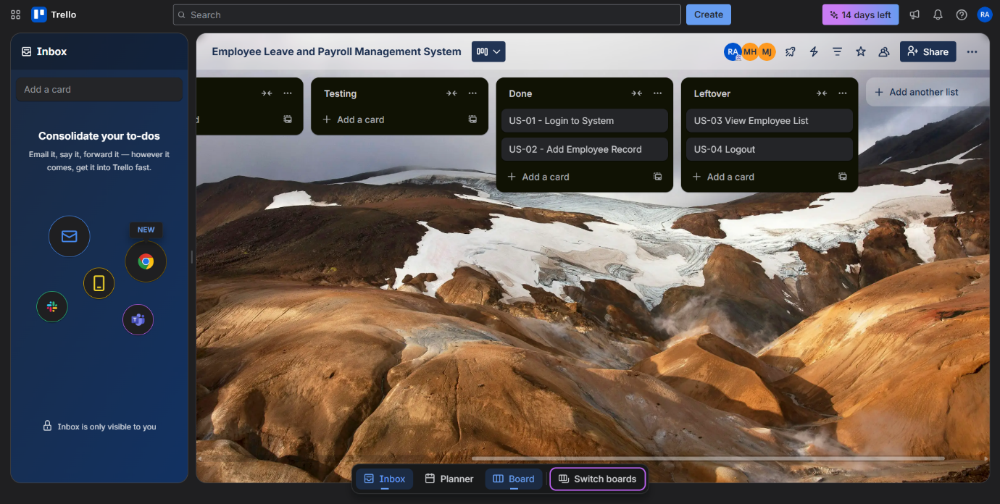 Trello
Search
Create
14 days left
RA
Inbox
Add a card
Consolidate your to-dos
Email it, say it, forward it — however it
comes, get it into Trello fast.
NEW
Inbox is only visible to you
Employee Leave and Payroll Management System
RA MH MJ
Share
Testing
Add a card
Done
US-01 - Login to System
US-02 - Add Employee Record
Add a card
Leftover
US-03 View Employee List
US-04 Logout
Add a card
Add another list
Inbox
Planner
Board
Switch boards